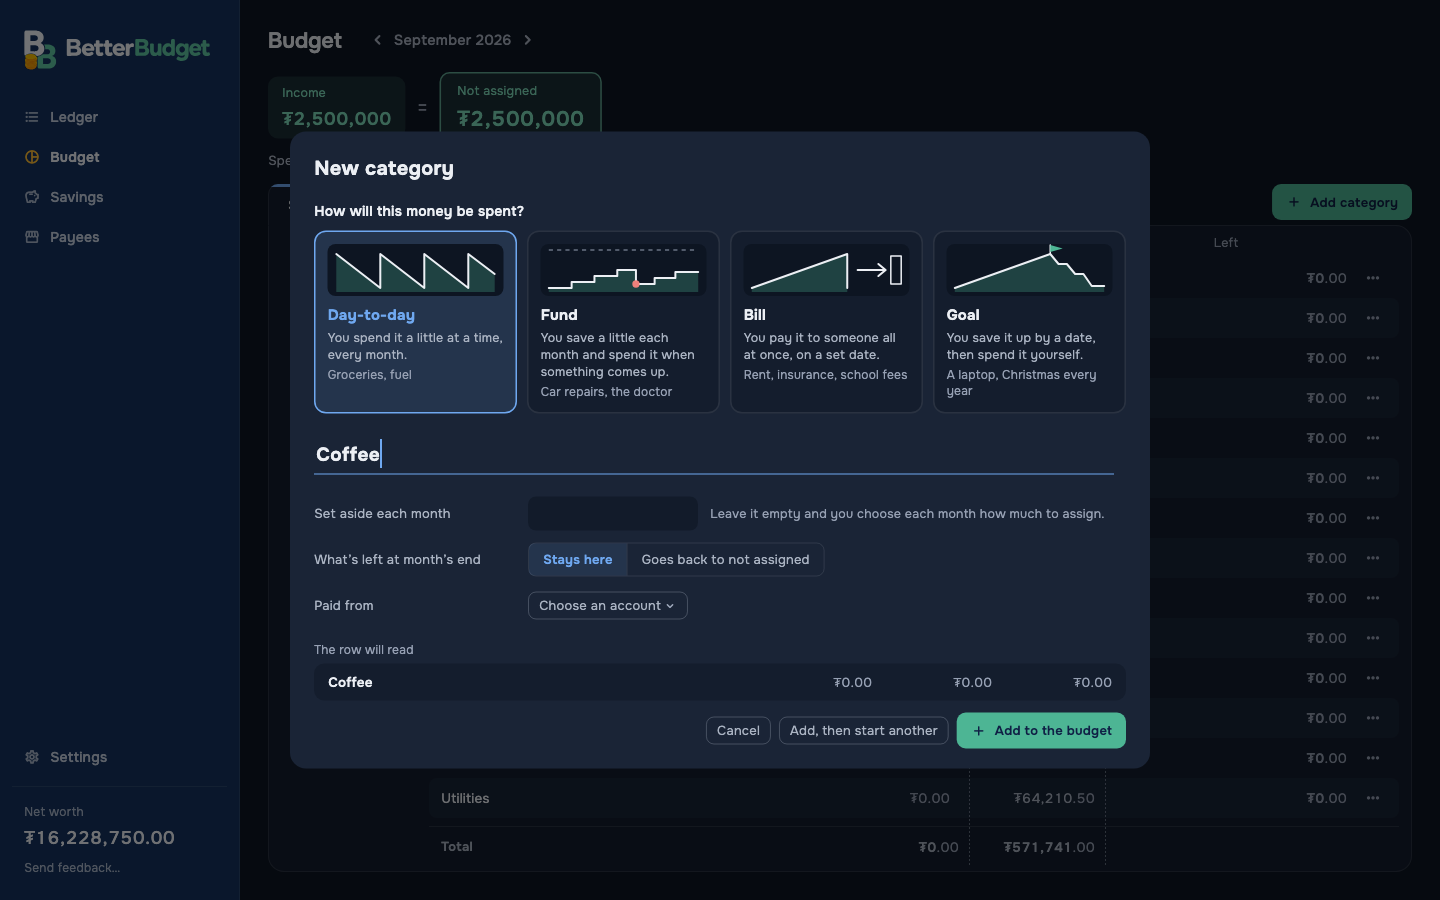 BetterBudget
Ledger
Budget
Savings
Payees
Settings
Net worth
₮16,228,750.00
Send feedback...
Budget
September 2026
Income
₮2,500,000
=
Not assigned
₮2,500,000
Spe
+ Add category
Left
₮0.00
₮0.00
₮0.00
₮0.00
₮0.00
₮0.00
₮0.00
₮0.00
₮0.00
₮0.00
₮0.00
₮0.00
₮0.00
Utilities ₮0.00 ₮64,210.50 ₮0.00
Total ₮0.00 ₮571,741.00
New category
How will this money be spent?
Day-to-day
You spend it a little at a time,
every month.
Groceries, fuel
Fund
You save a little each
month and spend it when
something comes up.
Car repairs, the doctor
Bill
You pay it to someone all
at once, on a set date.
Rent, insurance, school fees
Goal
You save it up by a date,
then spend it yourself.
A laptop, Christmas every
year
Coffee
Set aside each month
Leave it empty and you choose each month how much to assign.
What's left at month's end
Stays here
Goes back to not assigned
Paid from
Choose an account
The row will read
Coffee ₮0.00 ₮0.00 ₮0.00
Cancel
Add, then start another
+ Add to the budget